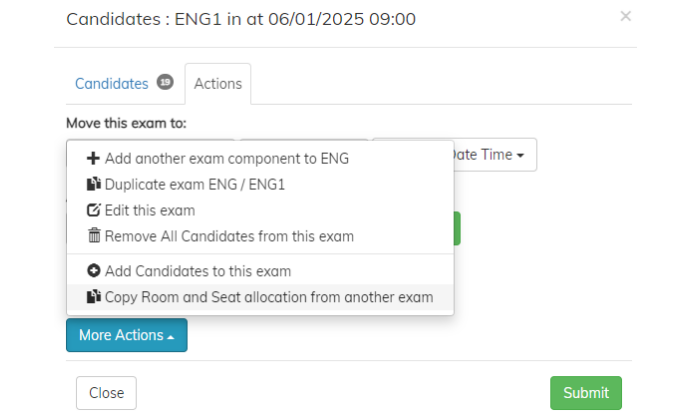 Candidates : ENG1 in at 06/01/2025 09:00
×
Candidates 19 Actions
Move this exam to:
Date Time
Add another exam component to ENG
Duplicate exam ENG / ENG1
Edit this exam
Remove All Candidates from this exam
Add Candidates to this exam
Copy Room and Seat allocation from another exam
More Actions
Close Submit